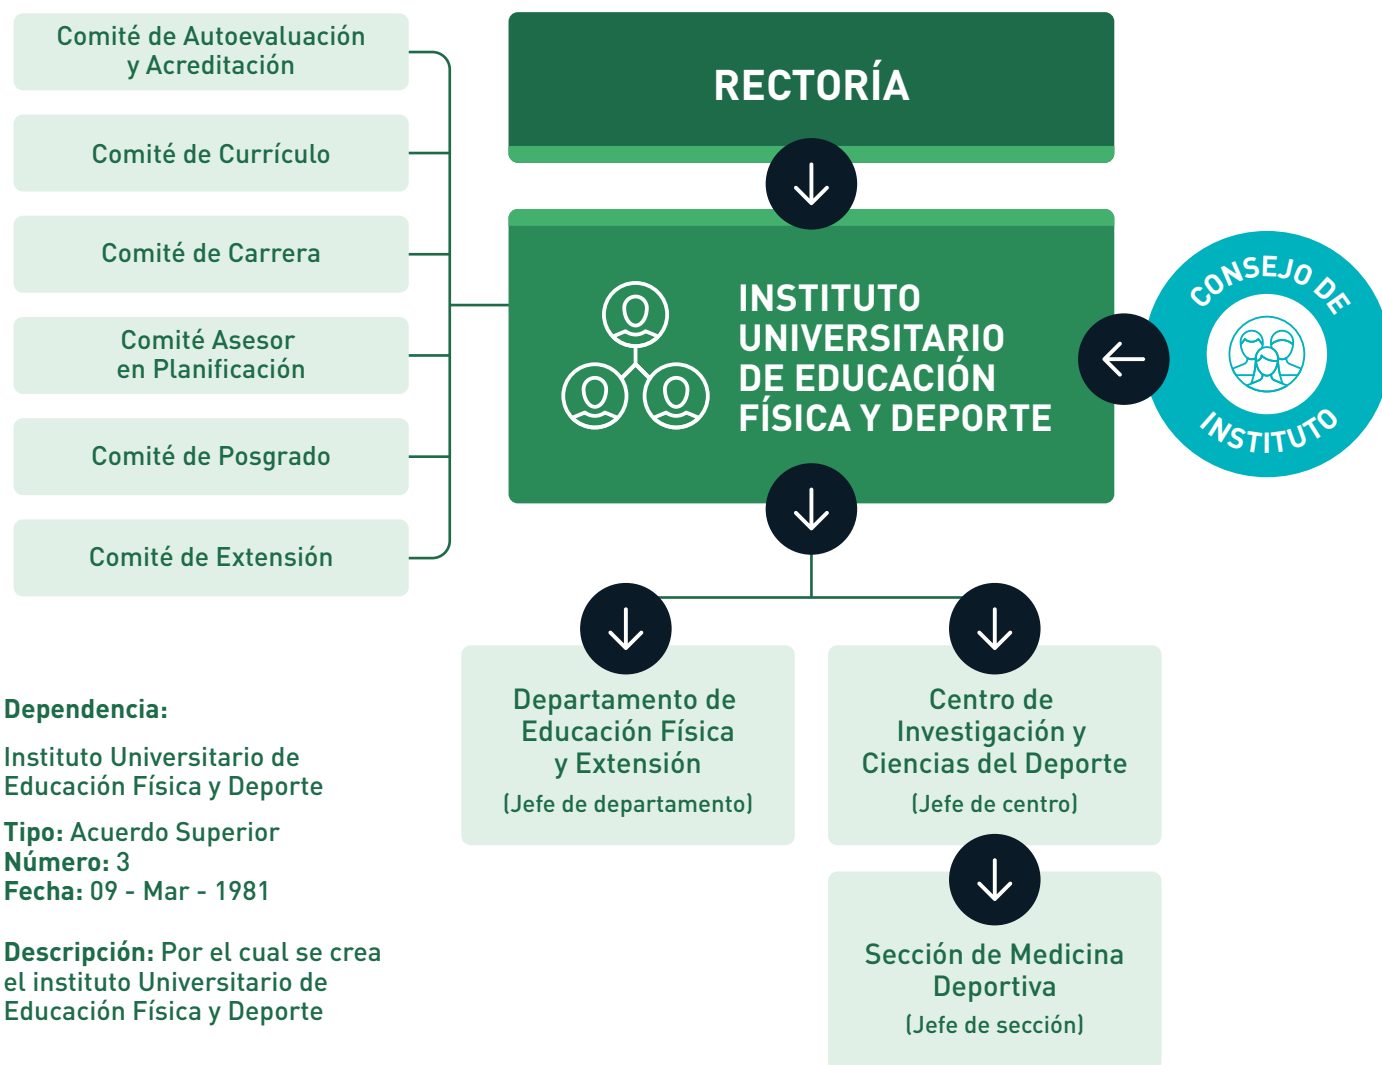 Comité de Autoevaluación
y Acreditación
Comité de Currículo
Comité de Carrera
Comité Asesor
en Planificación
Comité de Posgrado
Comité de Extensión
RECTORÍA
INSTITUTO
UNIVERSITARIO
DE EDUCACIÓN
FÍSICA Y DEPORTE
CONSEJO DE
INSTITUTO
Departamento de
Educación Física
y Extensión
(Jefe de departamento)
Centro de
Investigación y
Ciencias del Deporte
(Jefe de centro)
Sección de Medicina
Deportiva
(Jefe de sección)
Dependencia:
Instituto Universitario de
Educación Física y Deporte
Tipo: Acuerdo Superior
Número: 3
Fecha: 09 - Mar - 1981
Descripción: Por el cual se crea
el instituto Universitario de
Educación Física y Deporte